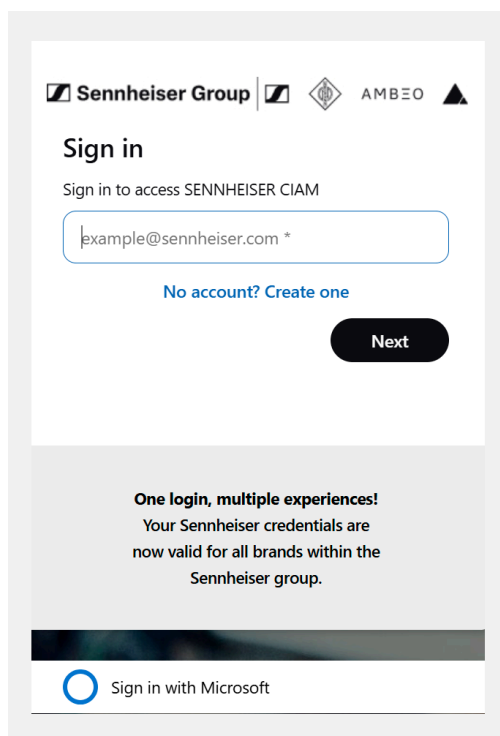 Sennheiser Group
AMBEO
Sign in
Sign in to access SENNHEISER CIAM
example@sennheiser.com *
No account? Create one
Next
One login, multiple experiences!
Your Sennheiser credentials are
now valid for all brands within the
Sennheiser group.
Sign in with Microsoft